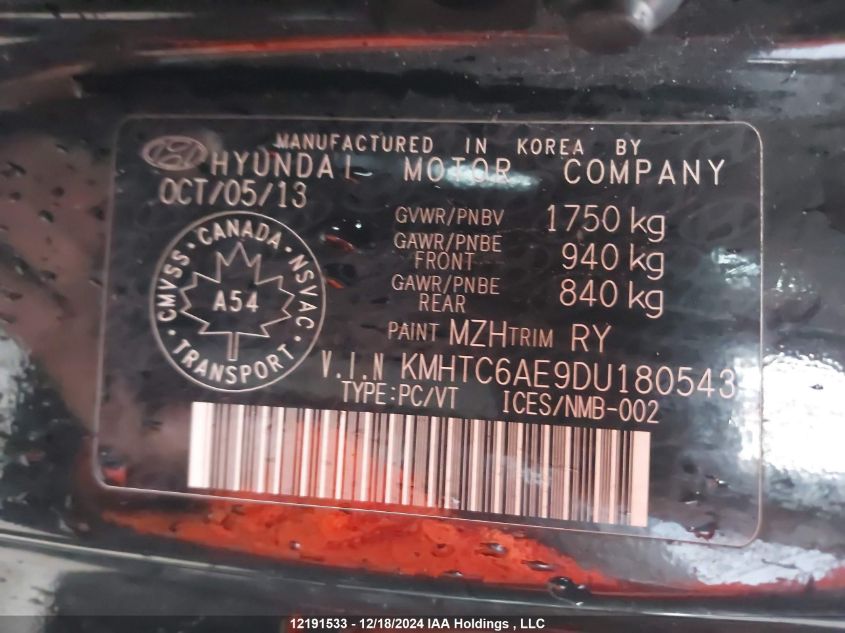 MANUFACTURED IN KOREA BY
HYUNDAI MOTOR COMPANY
OCT/05/13
GVWR/PNBV 1750 kg
GAWR/PNBE FRONT 940 kg
GAWR/PNBE REAR 840 kg
PAINT MZH TRIM RY
V.I.N KMHTC6AE9DU180543
TYPE:PC/VT ICES/NMB-002
CANADA · NSVAC · TRANSPORT · CMVSS
A54
12191533 - 12/18/2024 IAA Holdings , LLC